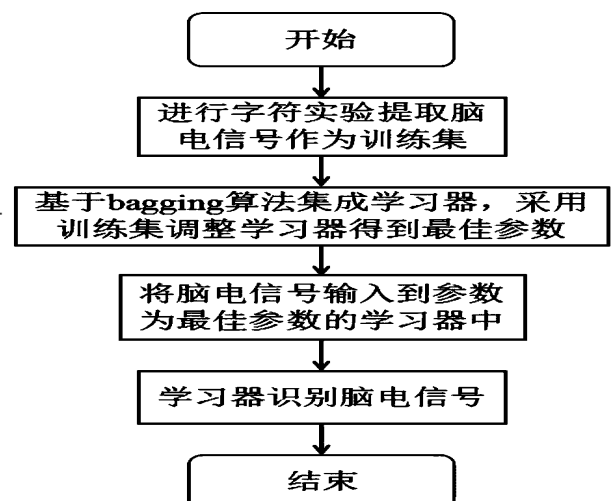 开始
进行字符实验提取脑
电信号作为训练集
基于bagging算法集成学习器，采用
训练集调整学习器得到最佳参数
将脑电信号输入到参数
为最佳参数的学习器中
学习器识别脑电信号
结束